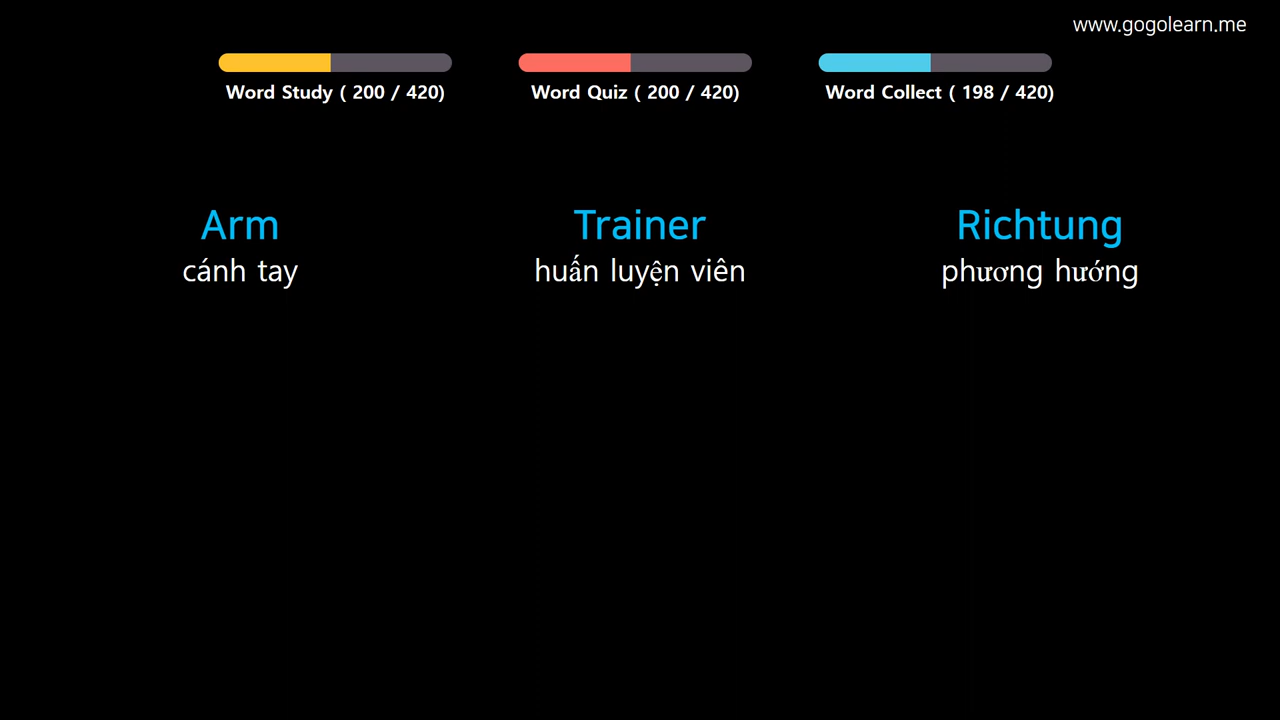 www.gogolearn.me
Word Study ( 200 / 420)
Word Quiz ( 200 / 420)
Word Collect ( 198 / 420)
Arm
cánh tay
Trainer
huấn luyện viên
Richtung
phương hướng